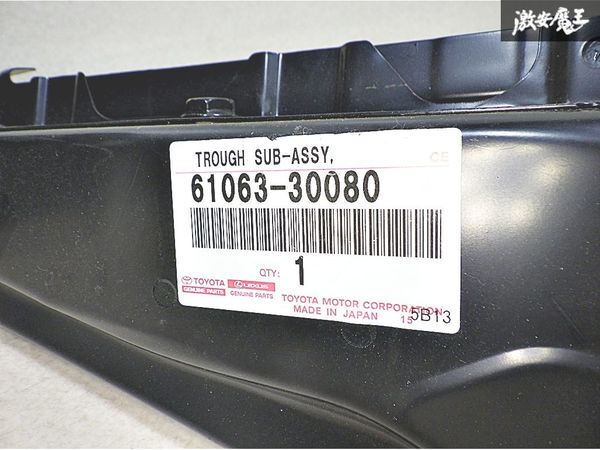 激安魔王
TROUGH SUB-ASSY,
CE
61063-30080
QTY: 1
TOYOTA LEXUS
GENUINE PARTS GENUINE PARTS
TOYOTA MOTOR CORPORATION
MADE IN JAPAN 15 5B13